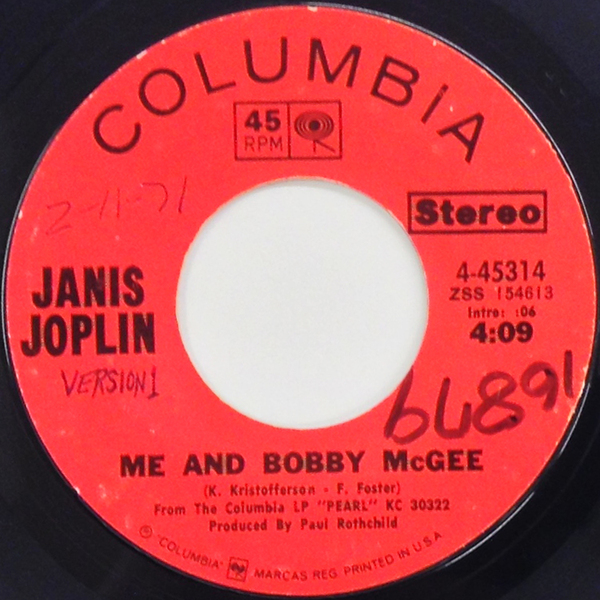 COLUMBiA
45
RPM
2-11-71
Stereo
JANIS
JOPLIN
VERSION 1
4-45314
ZSS 154613
Intro: :06
4:09
64891
ME AND BOBBY McGEE
(K. Kristofferson - F. Foster)
From The Columbia LP "PEARL" KC 30322
Produced By Paul Rothchild
© "COLUMBIA" MARCAS REG. PRINTED IN U.S.A.